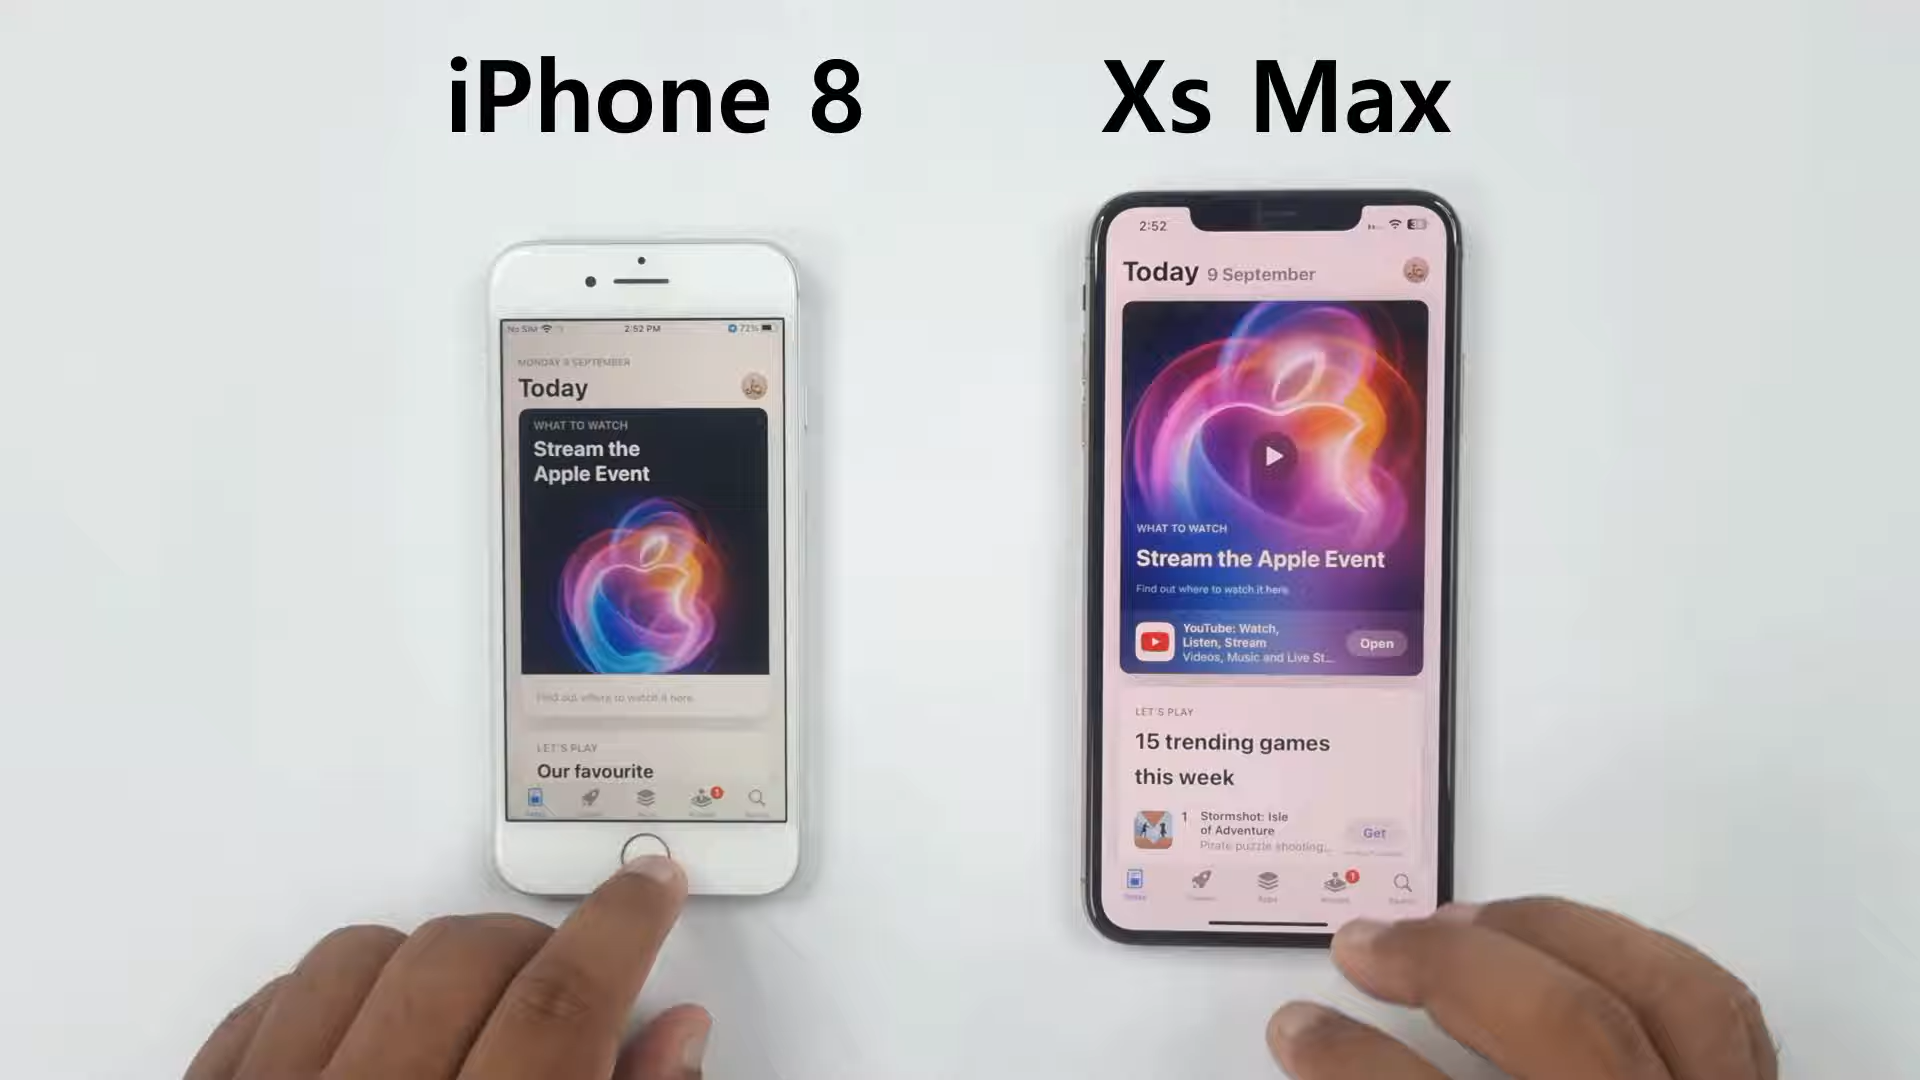 iPhone 8
Xs Max
No SIM
2:52 PM
72%
MONDAY 9 SEPTEMBER
Today
WHAT TO WATCH
Stream the
Apple Event
Find out where to watch it here.
LET'S PLAY
Our favourite
1
2:52
Today 9 September
WHAT TO WATCH
Stream the Apple Event
Find out where to watch it here.
YouTube: Watch,
Listen, Stream
Videos, Music and Live St...
Open
LET'S PLAY
15 trending games
this week
1 Stormshot: Isle
of Adventure
Pirate puzzle shooting...
Get
1
Today
Apps